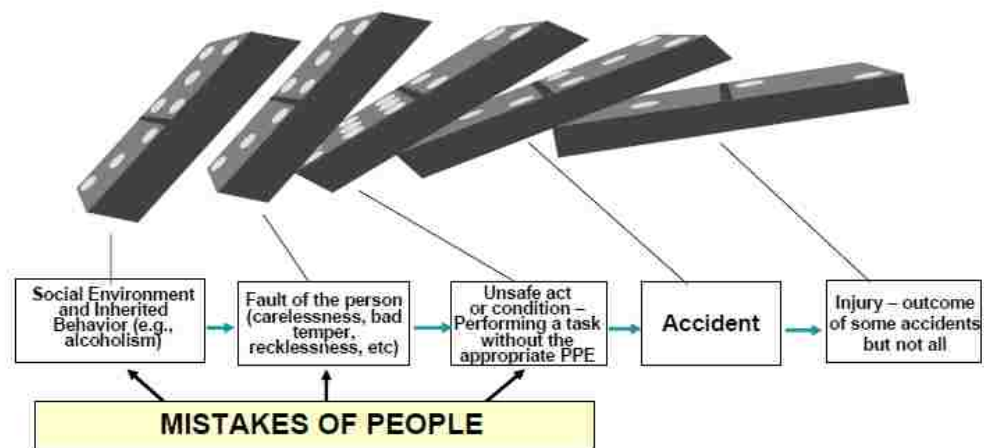 Social Environment
and Inherited
Behavior (e.g.,
alcoholism)
Fault of the person
(carelessness, bad
temper,
recklessness, etc)
Unsafe act
or condition –
Performing a task
without the
appropriate PPE
Accident
Injury – outcome
of some accidents
but not all
MISTAKES OF PEOPLE